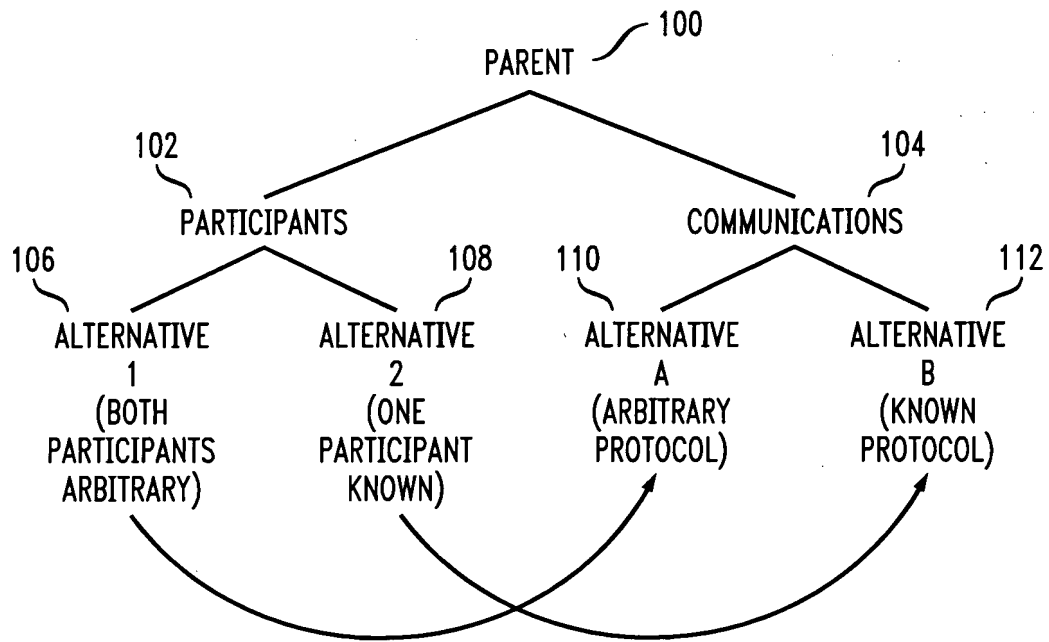 100
PARENT
102
104
PARTICIPANTS
COMMUNICATIONS
106
108
110
112
ALTERNATIVE
1
(BOTH
PARTICIPANTS
ARBITRARY)
ALTERNATIVE
2
(ONE
PARTICIPANT
KNOWN)
ALTERNATIVE
A
(ARBITRARY
PROTOCOL)
ALTERNATIVE
B
(KNOWN
PROTOCOL)